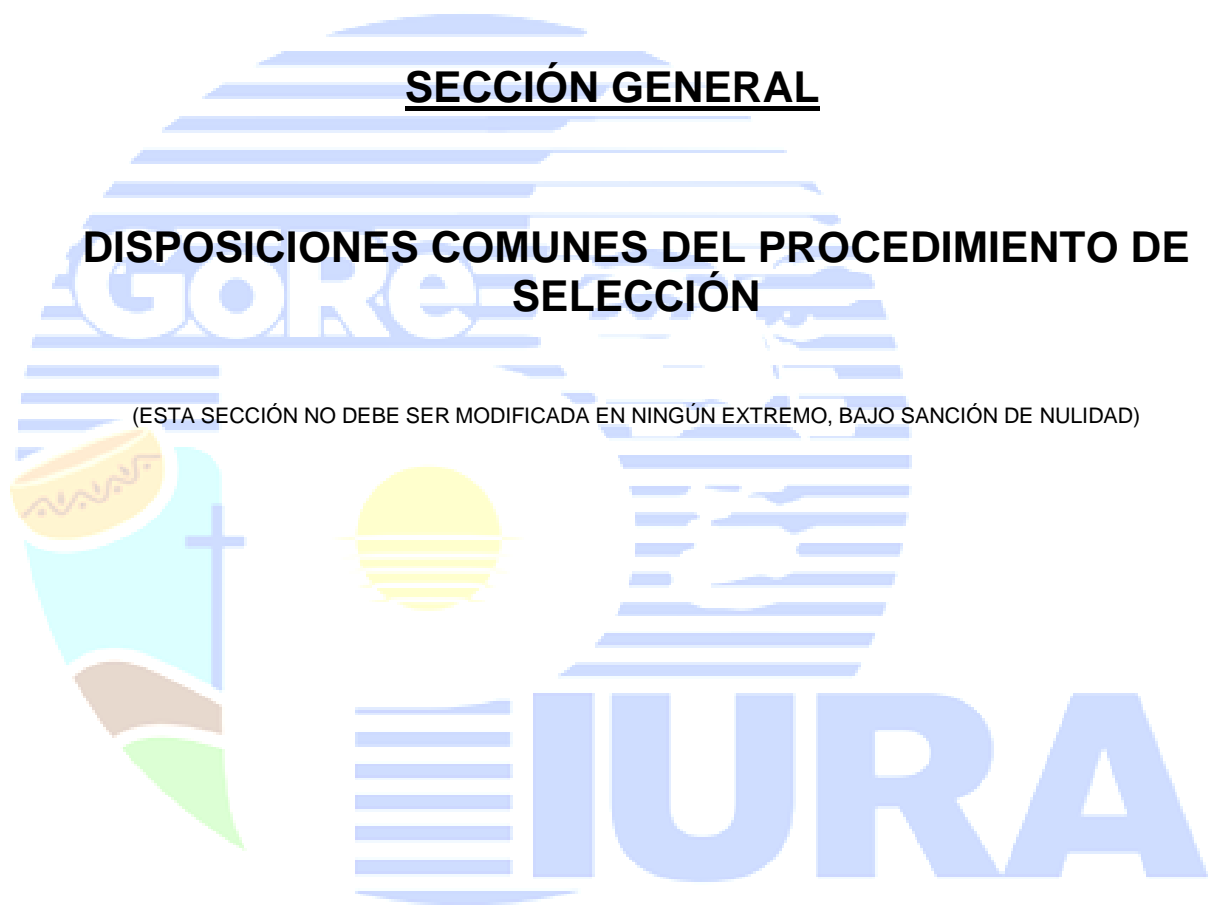 SECCIÓN GENERAL
DISPOSICIONES COMUNES DEL PROCEDIMIENTO DE
SELECCIÓN
GoRe
(ESTA SECCIÓN NO DEBE SER MODIFICADA EN NINGÚN EXTREMO, BAJO SANCIÓN DE NULIDAD)
PIURA